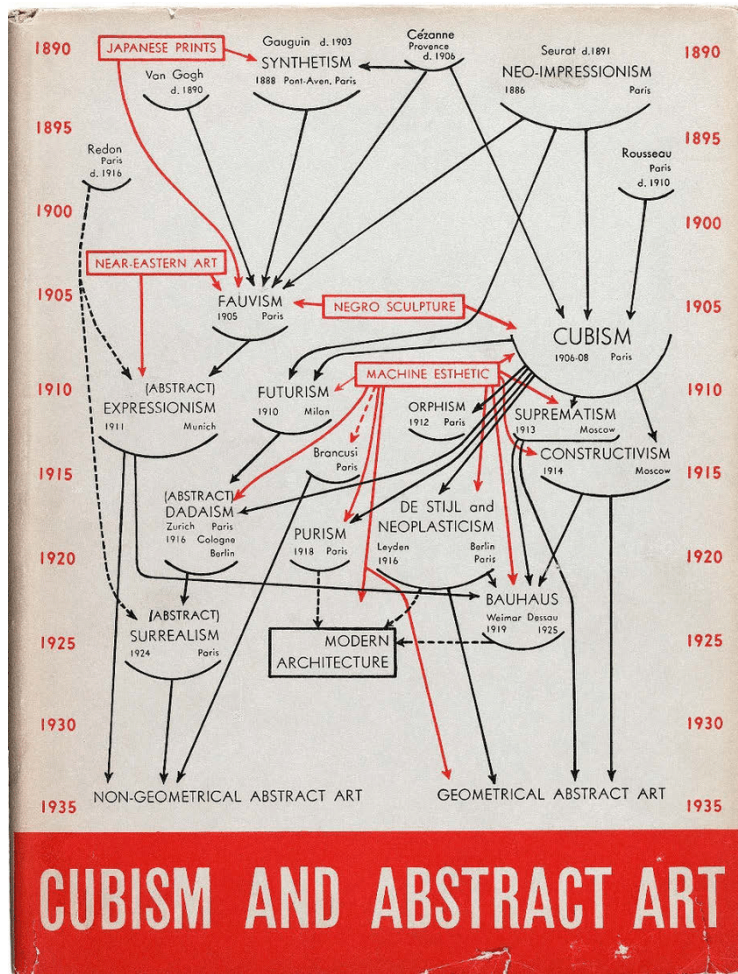 1890
JAPANESE PRINTS
Gauguin d. 1903
SYNTHETISM
1888 Pont-Aven, Paris
Cézanne
Provence
d. 1906
Seurat d.1891
NEO-IMPRESSIONISM
1886 Paris
1890
Van Gogh
d. 1890
1895
1895
Redon
Paris
d. 1916
Rousseau
Paris
d. 1910
1900
1900
NEAR-EASTERN ART
1905
FAUVISM
1905 Paris
NEGRO SCULPTURE
1905
CUBISM
1906-08 Paris
MACHINE ESTHETIC
1910
(ABSTRACT)
EXPRESSIONISM
1911 Munich
FUTURISM
1910 Milan
ORPHISM
1912 Paris
SUPREMATISM
1913 Moscow
1910
Brancusi
Paris
CONSTRUCTIVISM
1914 Moscow
1915
1915
(ABSTRACT)
DADAISM
Zurich Paris
1916 Cologne
Berlin
PURISM
1918 Paris
DE STIJL and
NEOPLASTICISM
Leyden Berlin
1916 Paris
1920
1920
BAUHAUS
Weimar Dessau
1919 1925
(ABSTRACT)
SURREALISM
1924 Paris
MODERN
ARCHITECTURE
1925
1925
1930
1930
NON-GEOMETRICAL ABSTRACT ART
GEOMETRICAL ABSTRACT ART
1935
1935
CUBISM AND ABSTRACT ART